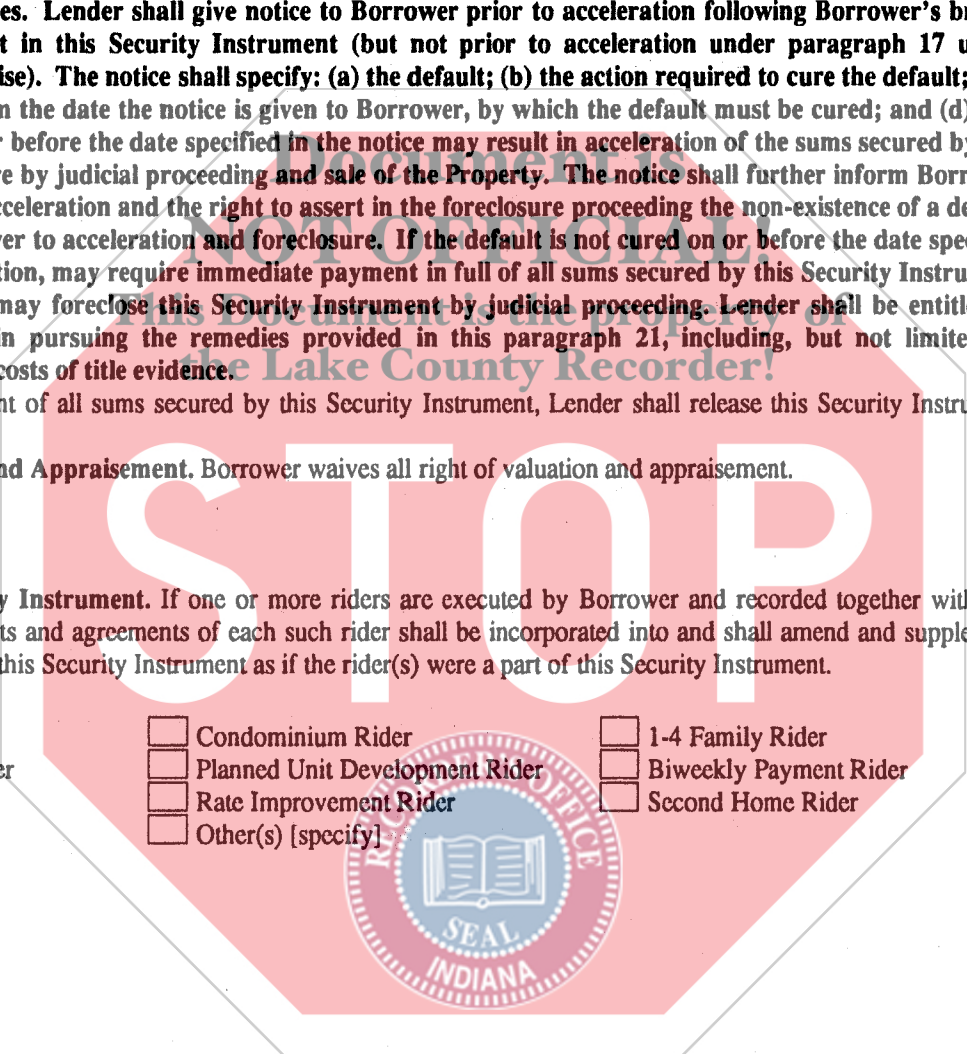 es. Lender shall give notice to Borrower prior to acceleration following Borrower's b
t in this Security Instrument (but not prior to acceleration under paragraph 17 u
ise). The notice shall specify: (a) the default; (b) the action required to cure the default;
m the date the notice is given to Borrower, by which the default must be cured; and (d)
r before the date specified in the notice may result in acceleration of the sums secured by
Document is
re by judicial proceeding and sale of the Property. The notice shall further inform Borr
cceleration and the right to assert in the foreclosure proceeding the non-existence of a de
NOT OFFICIAL!
er to acceleration and foreclosure. If the default is not cured on or before the date spec
tion, may require immediate payment in full of all sums secured by this Security Instru
may foreclose this Security Instrument by judicial proceeding. Lender shall be entitl
This Document is the property of
in pursuing the remedies provided in this paragraph 21, including, but not limite
costs of title evidence.
the Lake County Recorder!
nt of all sums secured by this Security Instrument, Lender shall release this Security Instru
nd Appraisement. Borrower waives all right of valuation and appraisement.
STOP
y Instrument. If one or more riders are executed by Borrower and recorded together with
ts and agreements of each such rider shall be incorporated into and shall amend and supple
this Security Instrument as if the rider(s) were a part of this Security Instrument.
Condominium Rider 1-4 Family Rider
er Planned Unit Development Rider Biweekly Payment Rider
Rate Improvement Rider Second Home Rider
Other(s) [specify]
RECORDER'S OFFICE
SEAL
INDIANA